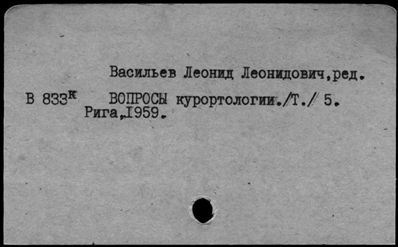 Васильев Леонид Леонидович,ред.
В 833к ВОПРОСЫ курортологии./Т./ 5.
Рига,1959.